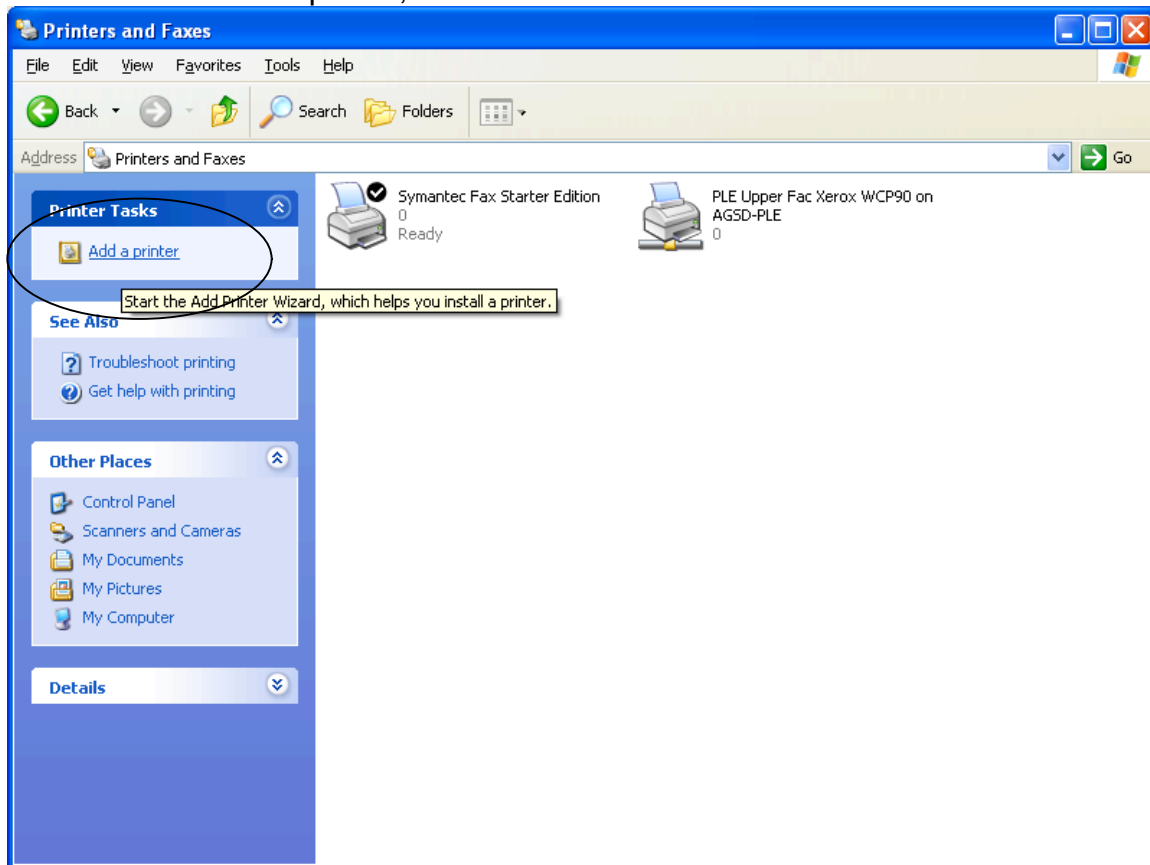 Printers and Faxes
File Edit View Favorites Tools Help
Back Search Folders
Address Printers and Faxes Go
Printer Tasks
Add a printer
Start the Add Printer Wizard, which helps you install a printer.
See Also
Troubleshoot printing
Get help with printing
Other Places
Control Panel
Scanners and Cameras
My Documents
My Pictures
My Computer
Details
Symantec Fax Starter Edition
0
Ready
PLE Upper Fac Xerox WCP90 on
AGSD-PLE
0